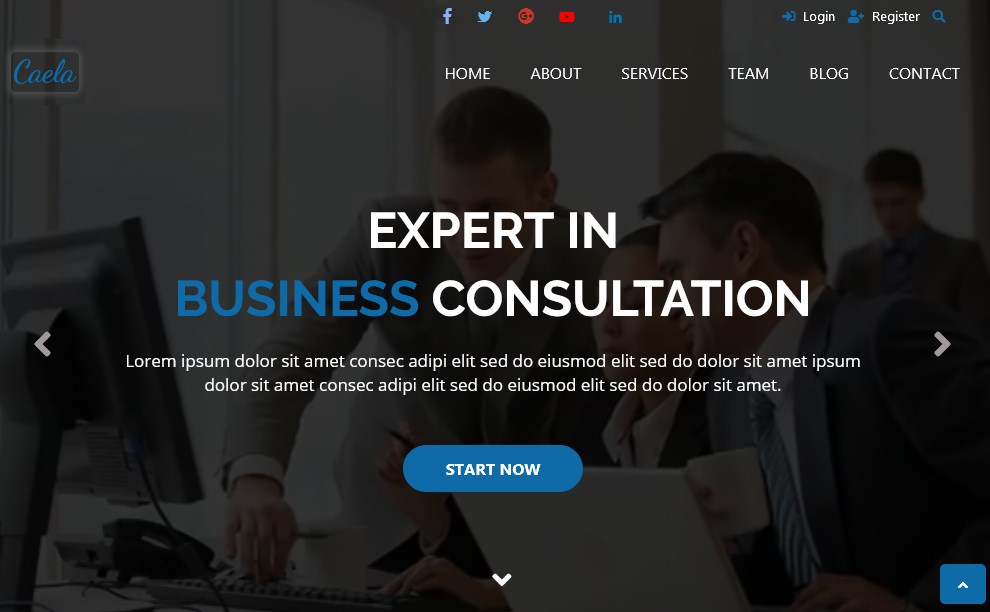 Login Register
Caela
HOME ABOUT SERVICES TEAM BLOG CONTACT
EXPERT IN
BUSINESS CONSULTATION
Lorem ipsum dolor sit amet consec adipi elit sed do eiusmod elit sed do dolor sit amet ipsum
dolor sit amet consec adipi elit sed do eiusmod elit sed do dolor sit amet.
START NOW